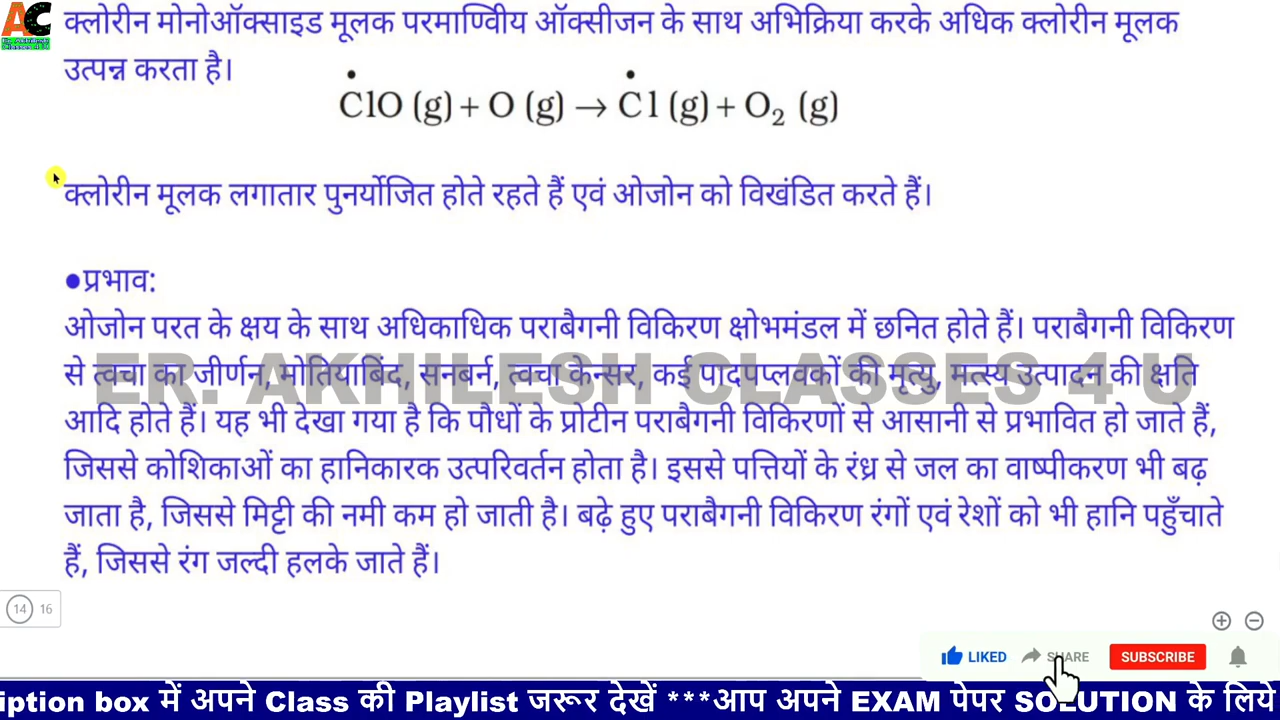 AC
क्लोरीन मोनोऑक्साइड मूलक परमाण्विीय ऑक्सीजन के साथ अभिक्रिया करके अधिक क्लोरीन मूलक
उत्पन्न करता है।
ĊlO (g) + O (g) → Ċl (g) + O₂ (g)
क्लोरीन मूलक लगातार पुनर्योजित होते रहते हैं एवं ओजोन को विखंडित करते हैं।
●प्रभाव:
ओजोन परत के क्षय के साथ अधिकाधिक पराबैगनी विकिरण क्षोभमंडल में छनित होते हैं। पराबैगनी विकिरण
से त्वचा का जीर्णन, मोतियाबिंद, सनबर्न, त्वचा केन्सर, कई पादपप्लवकों की मृत्यु, मत्स्य उत्पादन की क्षति
ER. AKHILESH CLASSES 4 U
आदि होते हैं। यह भी देखा गया है कि पौधों के प्रोटीन पराबैगनी विकिरणों से आसानी से प्रभावित हो जाते हैं,
जिससे कोशिकाओं का हानिकारक उत्परिवर्तन होता है। इससे पत्तियों के रंध्र से जल का वाष्पीकरण भी बढ़
जाता है, जिससे मिट्टी की नमी कम हो जाती है। बढ़े हुए पराबैगनी विकिरण रंगों एवं रेशों को भी हानि पहुँचाते
हैं, जिससे रंग जल्दी हलके जाते हैं।
14 16
LIKED SHARE SUBSCRIBE
iption box में अपने Class की Playlist जरूर देखें ***आप अपने EXAM पेपर SOLUTION के लिये